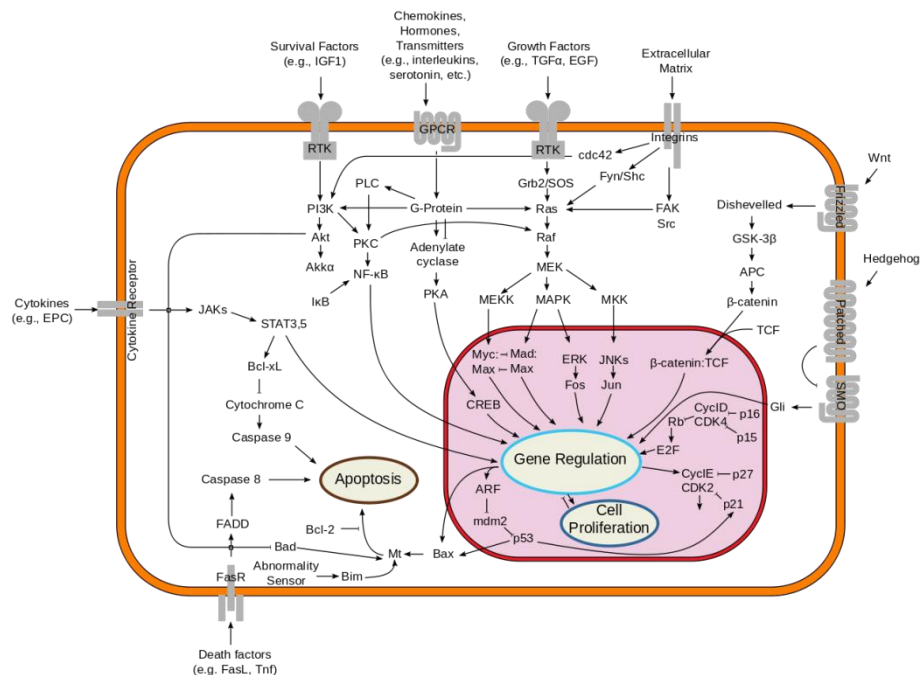 Chemokines,
Hormones,
Transmitters
(e.g., interleukins,
serotonin, etc.)
Survival Factors
(e.g., IGF1)
Growth Factors
(e.g., TGFα, EGF)
Extracellular
Matrix
GPCR
RTK
RTK
Integrins
cdc42
Wnt
Fyn/Shc
PLC
Grb2/SOS
Frizzled
PI3K
G-Protein
Ras
FAK
Src
Dishevelled
Akt
PKC
Adenylate
cyclase
Raf
GSK-3β
Akkα
NF-κB
MEK
APC
Hedgehog
IκB
PKA
MEKK
MAPK
MKK
β-catenin
Cytokines
(e.g., EPC)
Cytokine Receptor
JAKs
STAT3,5
TCF
Patched
Bcl-xL
Myc:
Mad:
Max
Max
ERK
JNKs
β-catenin:TCF
Fos
Jun
SMO
Cytochrome C
CREB
Gli
CycID
CDK4
p16
p15
Rb
E2F
Caspase 9
Gene Regulation
Caspase 8
Apoptosis
CyclE
CDK2
p27
p21
ARF
FADD
Bcl-2
mdm2
Cell
Proliferation
p53
Bad
Mt
Bax
FasR
Abnormality
Sensor
Bim
Death factors
(e.g. FasL, Tnf)